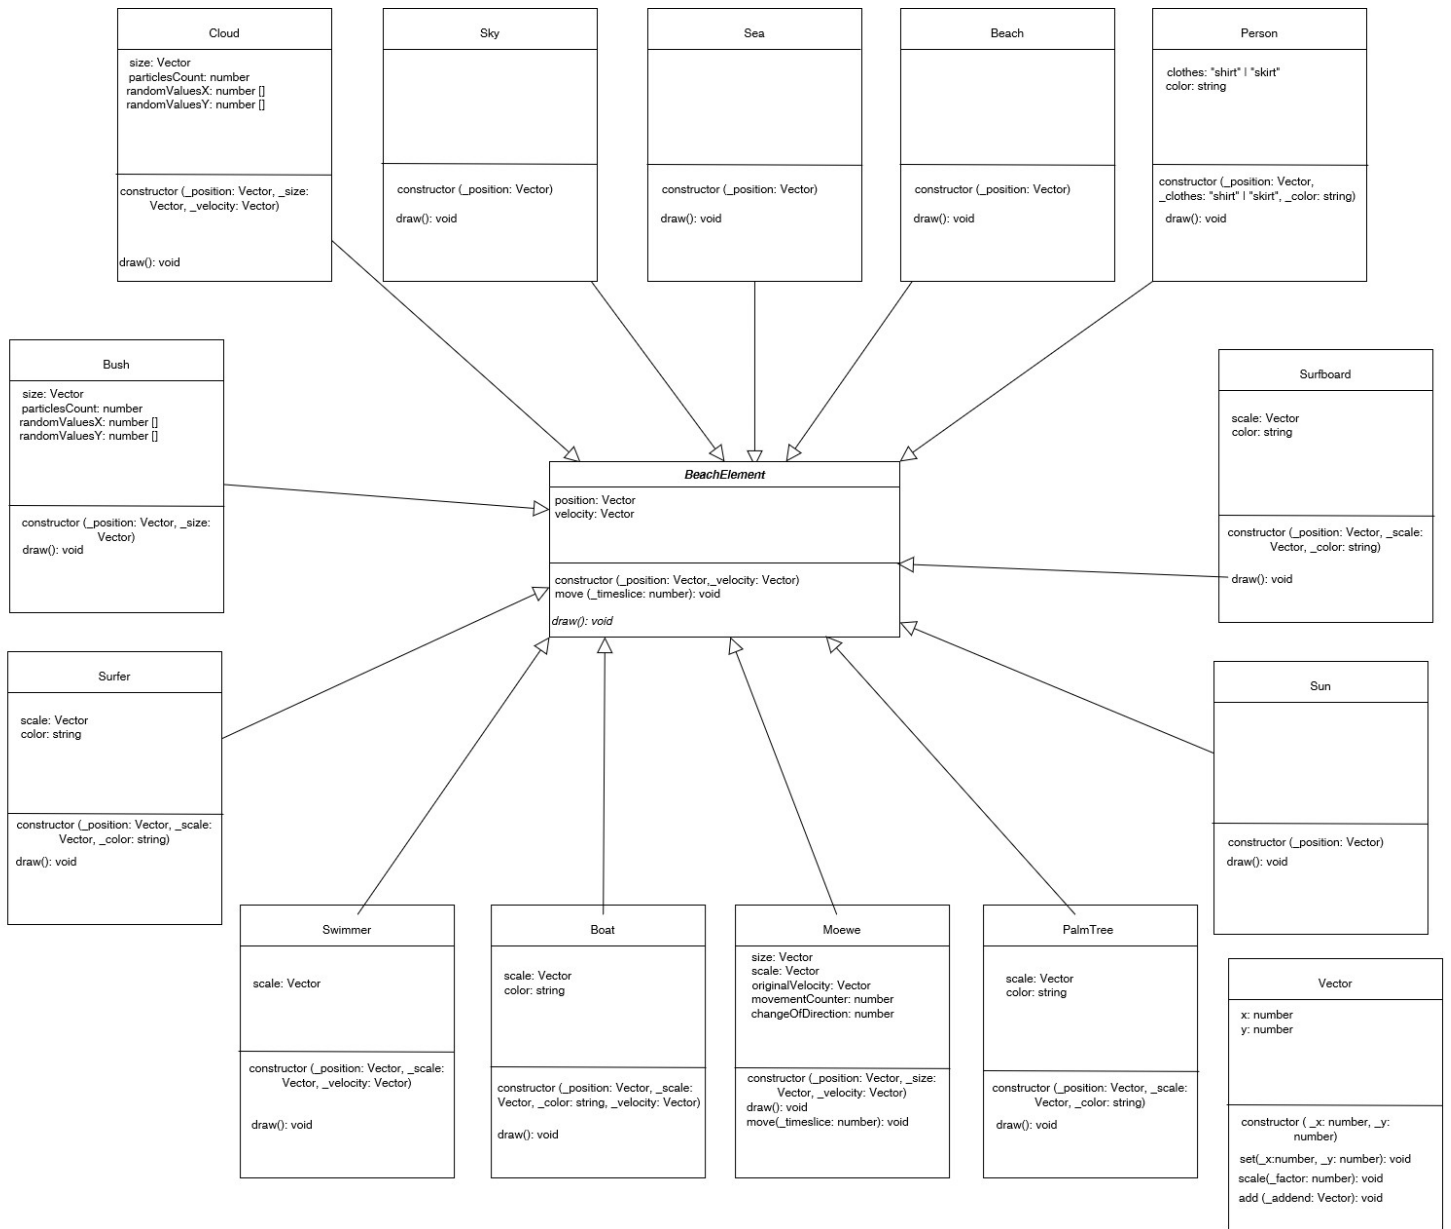 Cloud
size: Vector
particlesCount: number
randomValuesX: number []
randomValuesY: number []
constructor (_position: Vector, _size:
Vector, _velocity: Vector)
draw(): void
Sky
constructor (_position: Vector)
draw(): void
Sea
constructor (_position: Vector)
draw(): void
Beach
constructor (_position: Vector)
draw(): void
Person
clothes: "shirt" | "skirt"
color: string
constructor (_position: Vector,
_clothes: "shirt" | "skirt", _color: string)
draw(): void
Bush
size: Vector
particlesCount: number
randomValuesX: number []
randomValuesY: number []
constructor (_position: Vector, _size:
Vector)
draw(): void
BeachElement
position: Vector
velocity: Vector
constructor (_position: Vector,_velocity: Vector)
move (_timeslice: number): void
draw(): void
Surfboard
scale: Vector
color: string
constructor (_position: Vector, _scale:
Vector, _color: string)
draw(): void
Surfer
scale: Vector
color: string
constructor (_position: Vector, _scale:
Vector, _color: string)
draw(): void
Sun
constructor (_position: Vector)
draw(): void
Swimmer
scale: Vector
constructor (_position: Vector, _scale:
Vector, _velocity: Vector)
draw(): void
Boat
scale: Vector
color: string
constructor (_position: Vector, _scale:
Vector, _color: string, _velocity: Vector)
draw(): void
Moewe
size: Vector
scale: Vector
originalVelocity: Vector
movementCounter: number
changeOfDirection: number
constructor (_position: Vector, _size:
Vector, _velocity: Vector)
draw(): void
move(_timeslice: number): void
PalmTree
scale: Vector
color: string
constructor (_position: Vector, _scale:
Vector, _color: string)
draw(): void
Vector
x: number
y: number
constructor ( _x: number, _y:
number)
set(_x:number, _y: number): void
scale(_factor: number): void
add (_addend: Vector): void